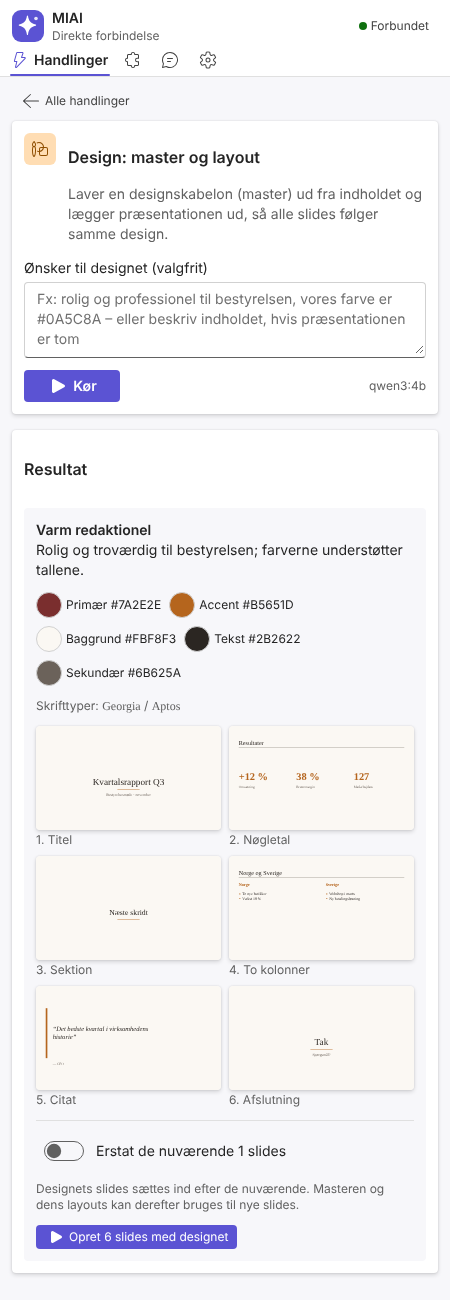 MIAI
Direkte forbindelse
Forbundet
Handlinger
Alle handlinger
Design: master og layout
Laver en designskabelon (master) ud fra indholdet og
lægger præsentationen ud, så alle slides følger
samme design.
Ønsker til designet (valgfrit)
Fx: rolig og professionel til bestyrelsen, vores farve er
#0A5C8A – eller beskriv indholdet, hvis præsentationen
er tom
Kør
qwen3:4b
Resultat
Varm redaktionel
Rolig og troværdig til bestyrelsen; farverne understøtter
tallene.
Primær #7A2E2E Accent #B5651D
Baggrund #FBF8F3 Tekst #2B2622
Sekundær #6B625A
Skrifttyper: Georgia / Aptos
Kvartalsrapport Q3
1. Titel
Resultater
+12 % 38 % 127
2. Nøgletal
Næste skridt
3. Sektion
Norge og Sverige
Norge Sverige
4. To kolonner
"Det bedste kvartal i virksomhedens
historie"
5. Citat
Tak
6. Afslutning
Erstat de nuværende 1 slides
Designets slides sættes ind efter de nuværende. Masteren og
dens layouts kan derefter bruges til nye slides.
Opret 6 slides med designet